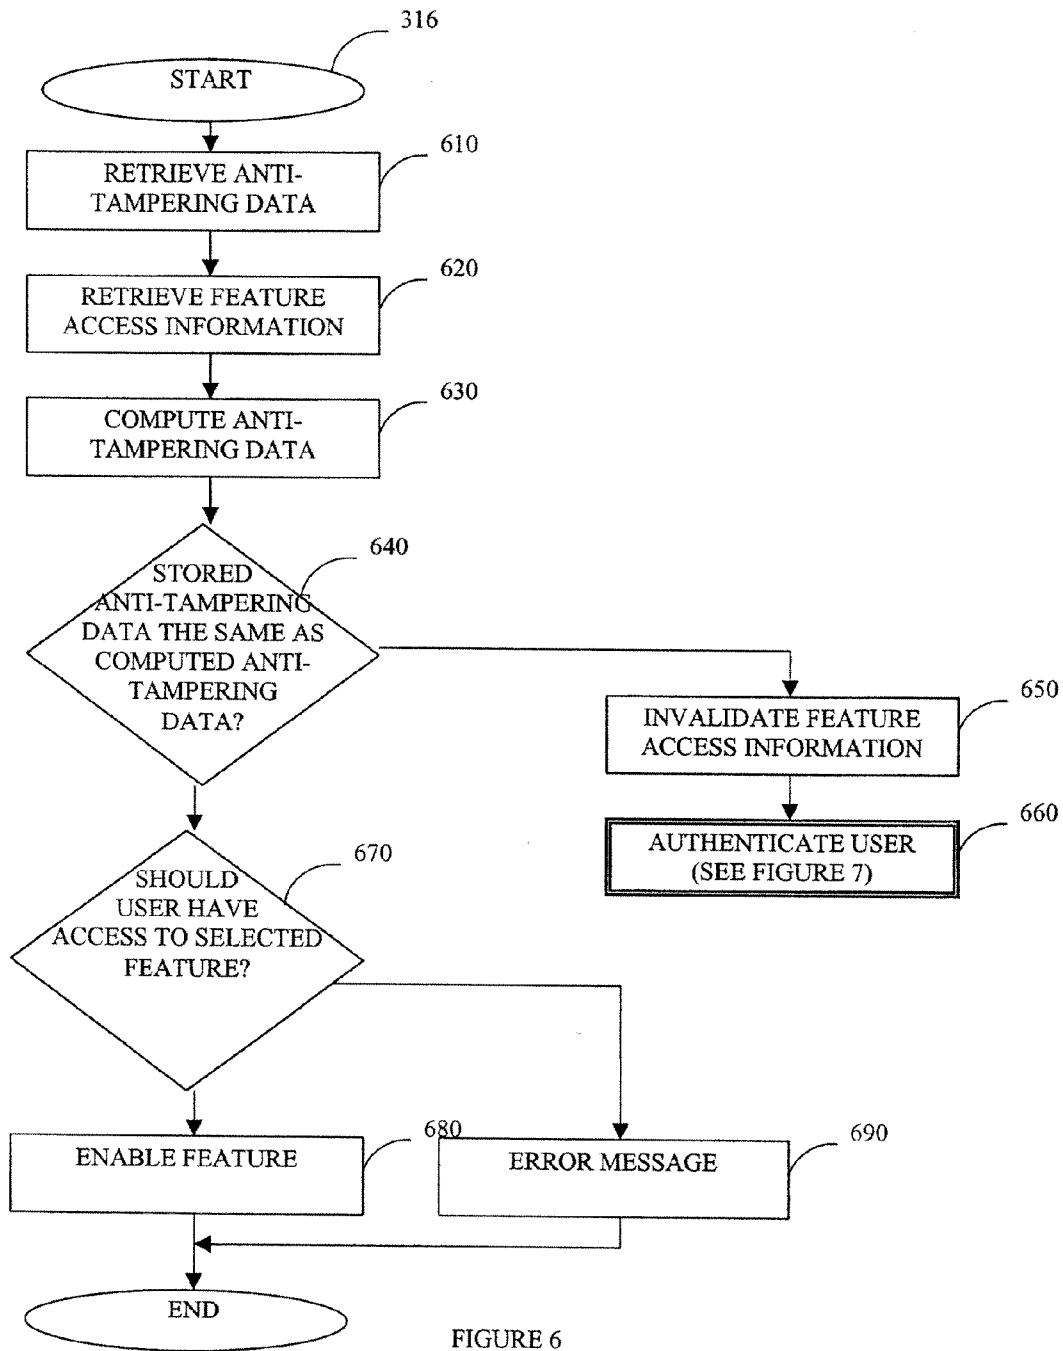 316
START
610
RETRIEVE ANTI-
TAMPERING DATA
620
RETRIEVE FEATURE
ACCESS INFORMATION
630
COMPUTE ANTI-
TAMPERING DATA
640
STORED
ANTI-TAMPERING
DATA THE SAME AS
COMPUTED ANTI-
TAMPERING
DATA?
650
INVALIDATE FEATURE
ACCESS INFORMATION
660
AUTHENTICATE USER
(SEE FIGURE 7)
670
SHOULD
USER HAVE
ACCESS TO SELECTED
FEATURE?
680
ENABLE FEATURE
690
ERROR MESSAGE
END
FIGURE 6